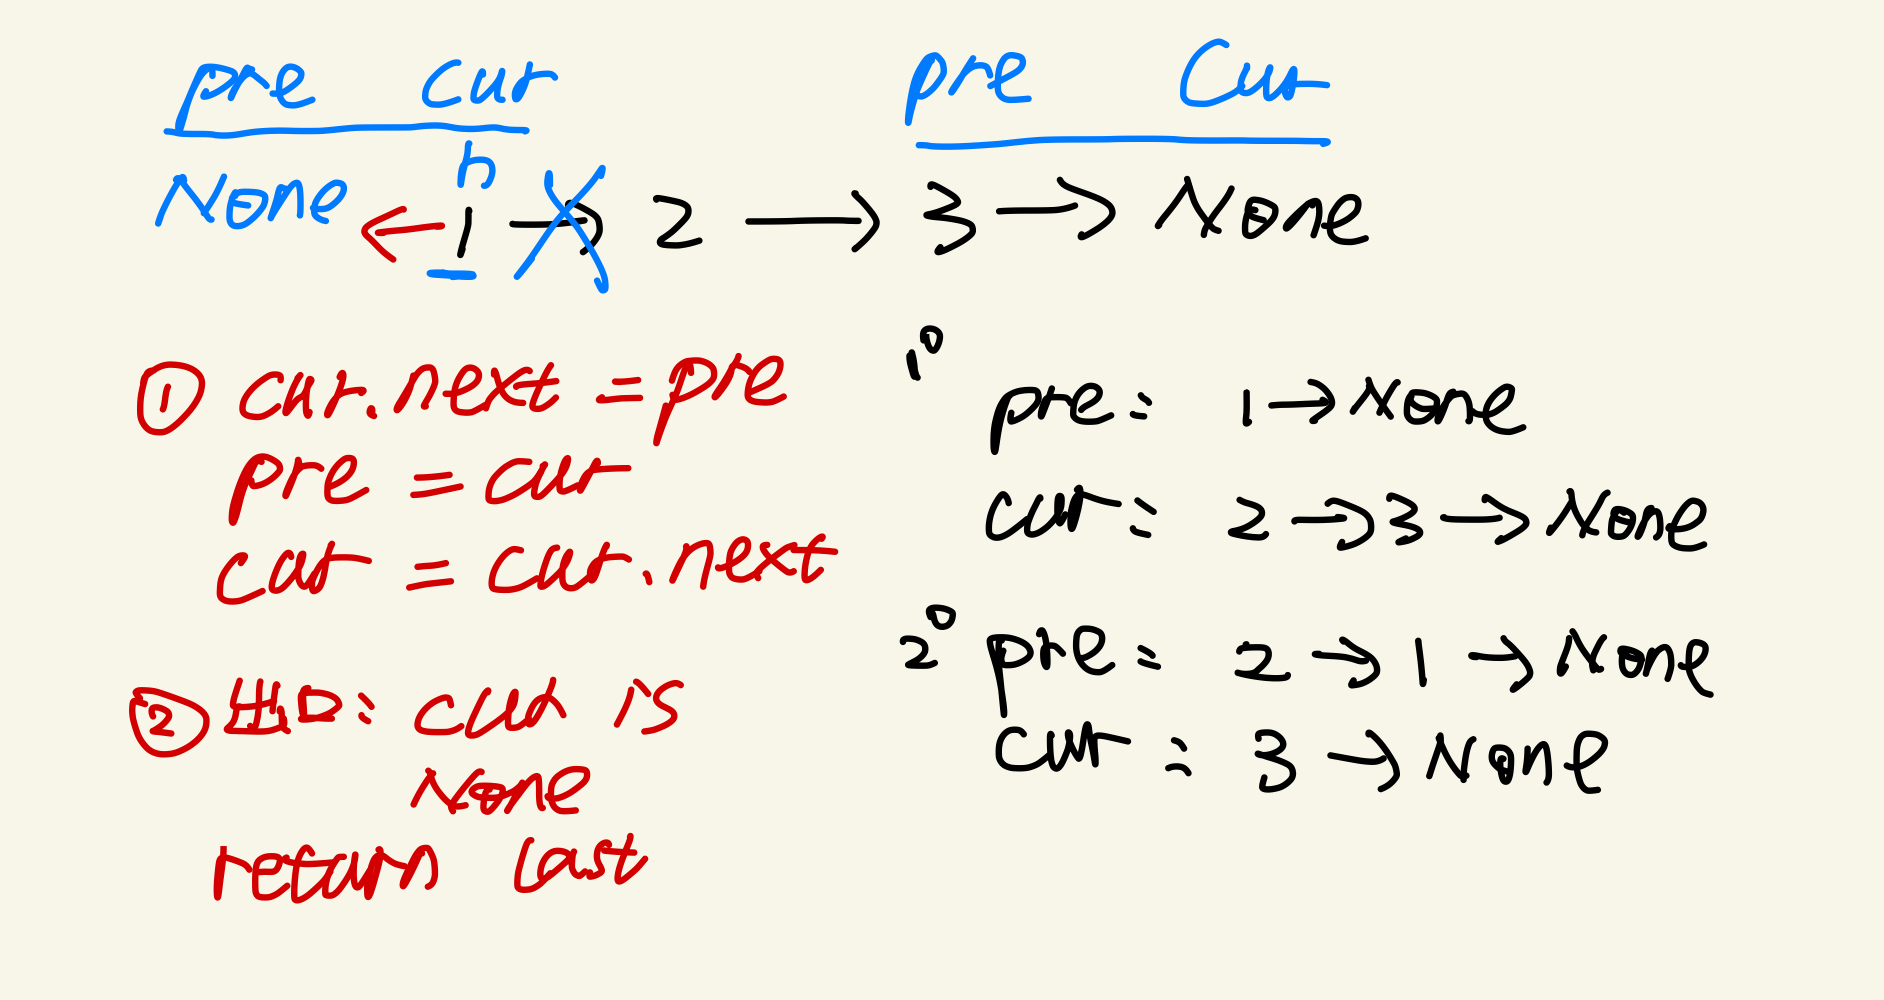 pre cur
pre Cur
h
None ← 1 → 2 → 3 → None
① cur.next = pre
pre = cur
cur = cur.next
② 出口: cur is
None
return last
1°
pre: 1 → None
cur: 2 → 3 → None
2° pre: 2 → 1 → None
cur: 3 → None